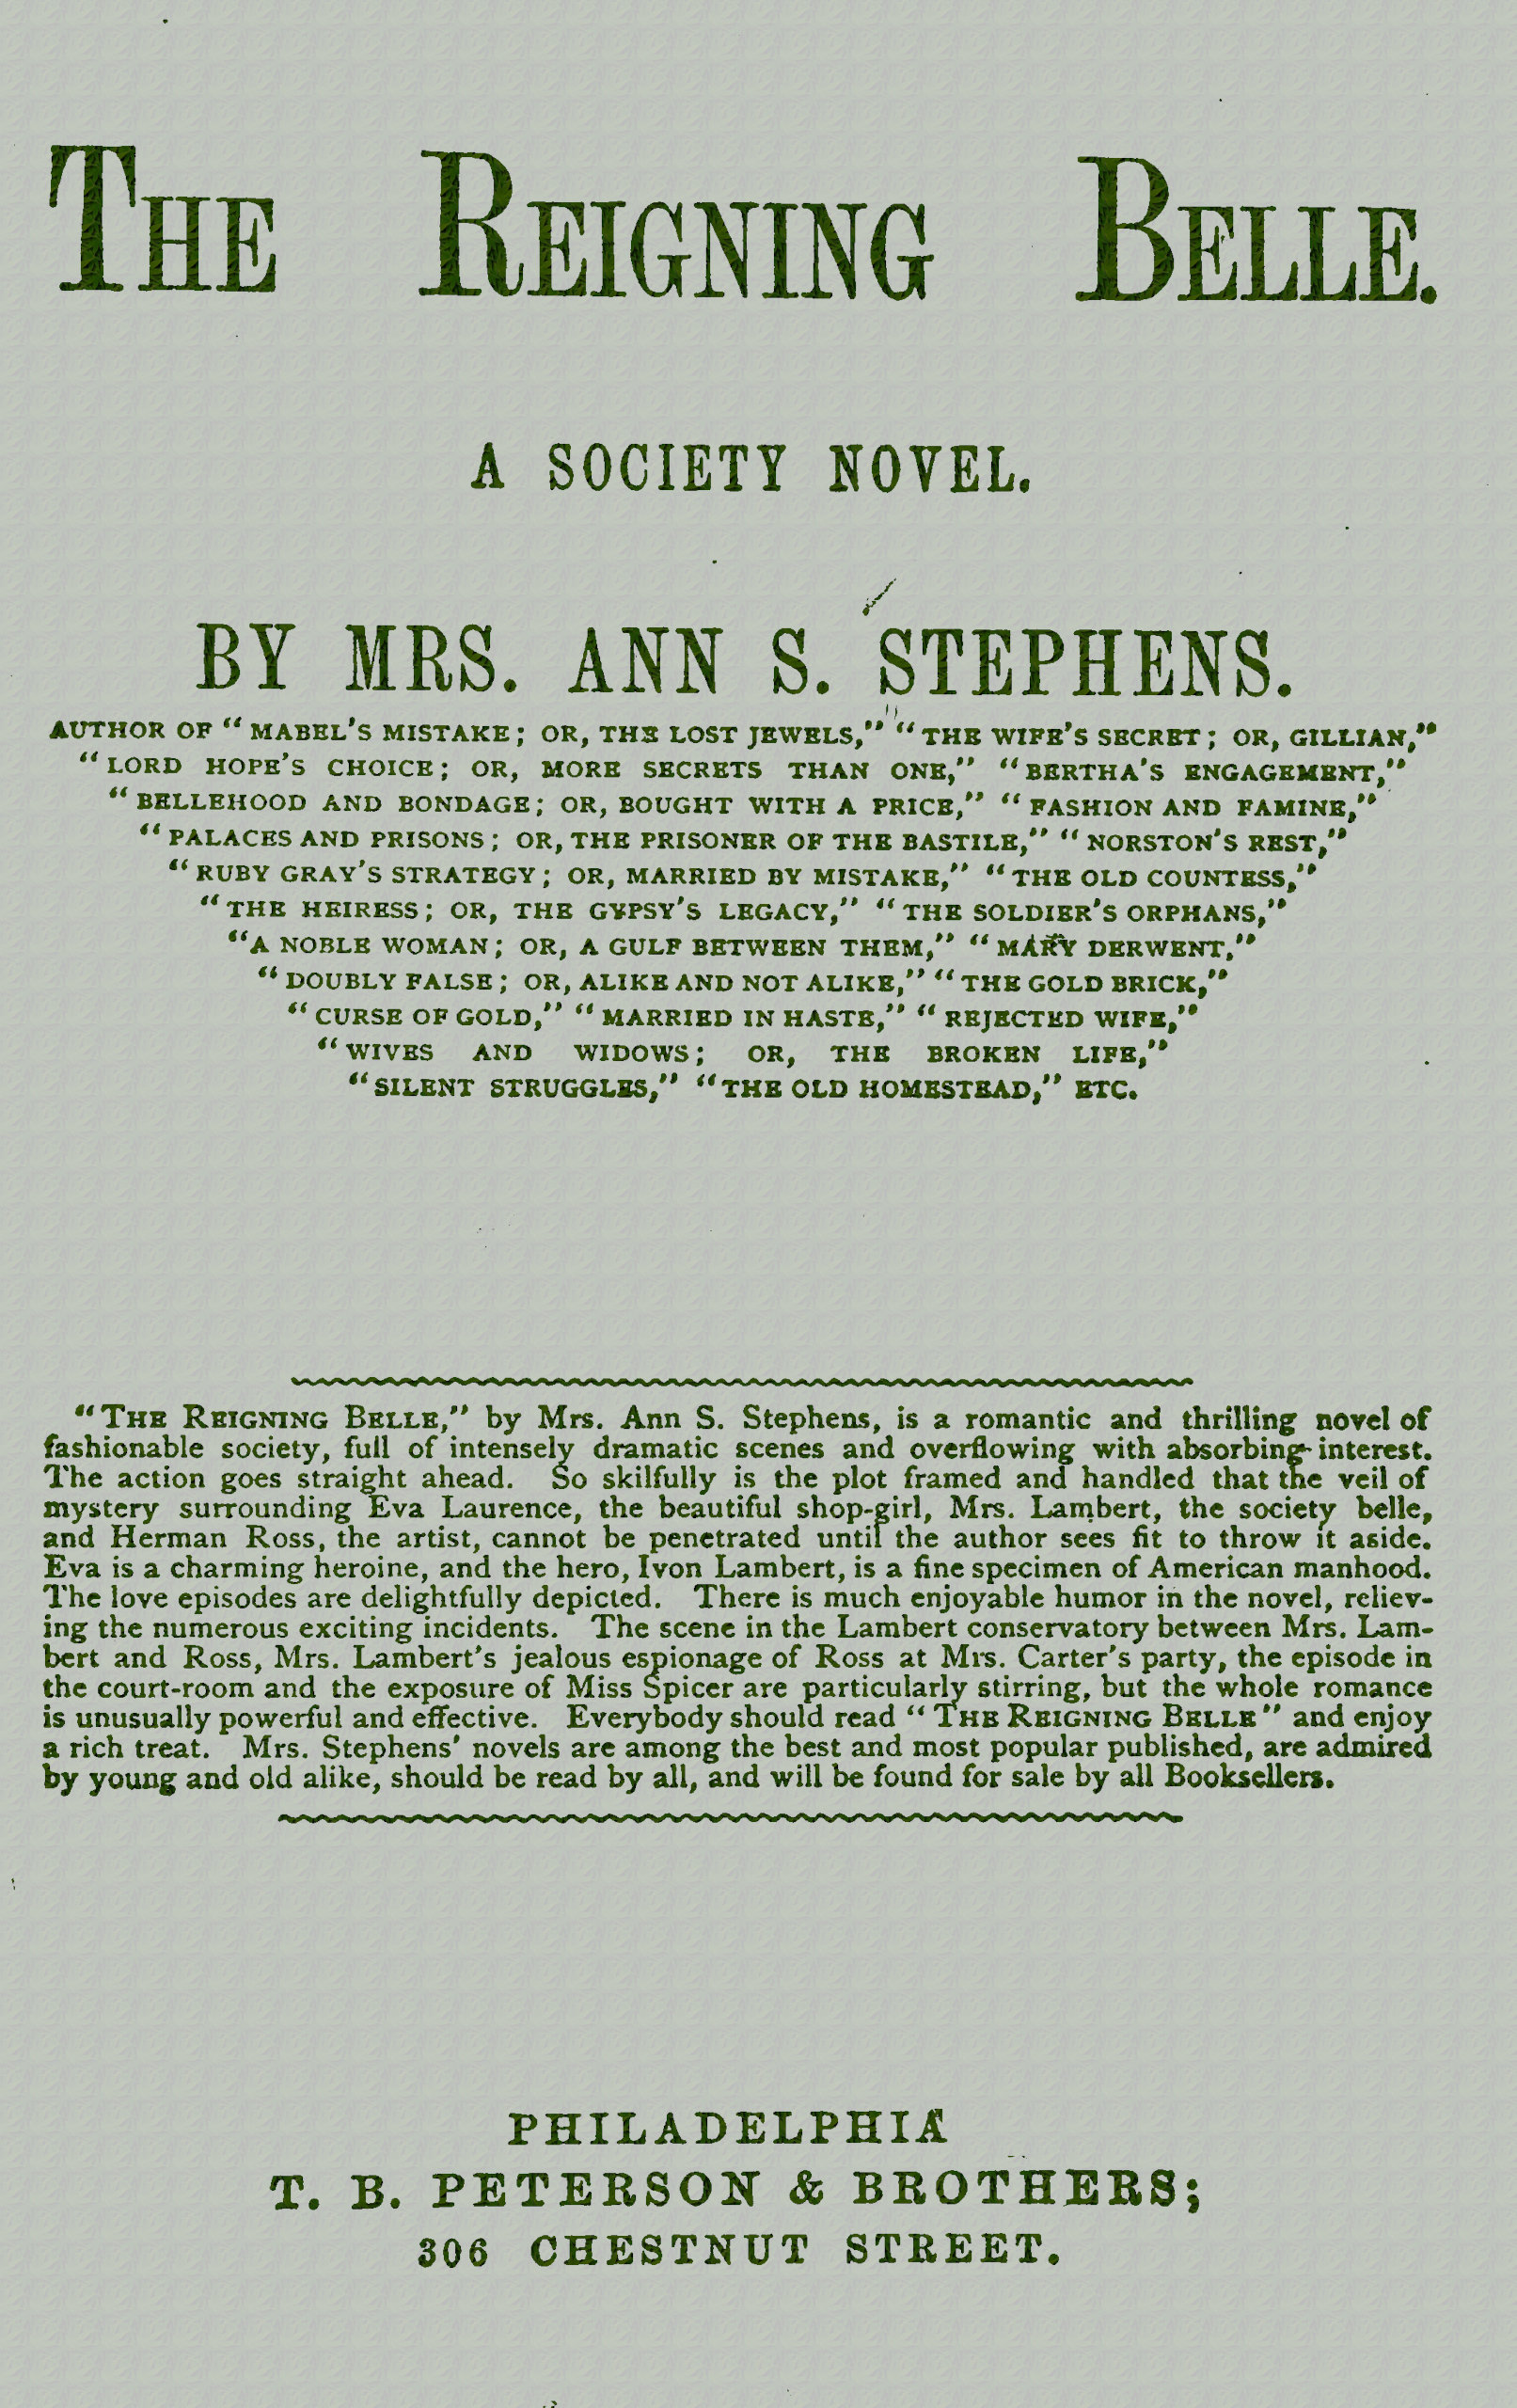 THE REIGNING BELLE.
A SOCIETY NOVEL.
BY MRS. ANN S. STEPHENS.
AUTHOR OF "MABEL'S MISTAKE; OR, THE LOST JEWELS," "THE WIFE'S SECRET; OR, GILLIAN,"
"LORD HOPE'S CHOICE; OR, MORE SECRETS THAN ONE," "BERTHA'S ENGAGEMENT,"
"BELLEHOOD AND BONDAGE; OR, BOUGHT WITH A PRICE," "FASHION AND FAMINE,"
"PALACES AND PRISONS; OR, THE PRISONER OF THE BASTILE," "NORSTON'S REST,"
"RUBY GRAY'S STRATEGY; OR, MARRIED BY MISTAKE," "THE OLD COUNTESS,"
"THE HEIRESS; OR, THE GYPSY'S LEGACY," "THE SOLDIER'S ORPHANS,"
"A NOBLE WOMAN; OR, A GULF BETWEEN THEM," "MARY DERWENT,"
"DOUBLY FALSE; OR, ALIKE AND NOT ALIKE," "THE GOLD BRICK,"
"CURSE OF GOLD," "MARRIED IN HASTE," "REJECTED WIFE,"
"WIVES AND WIDOWS; OR, THE BROKEN LIFE,"
"SILENT STRUGGLES," "THE OLD HOMESTEAD," ETC.
"THE REIGNING BELLE," by Mrs. Ann S. Stephens, is a romantic and thrilling novel of
fashionable society, full of intensely dramatic scenes and overflowing with absorbing interest.
The action goes straight ahead. So skilfully is the plot framed and handled that the veil of
mystery surrounding Eva Laurence, the beautiful shop-girl, Mrs. Lambert, the society belle,
and Herman Ross, the artist, cannot be penetrated until the author sees fit to throw it aside.
Eva is a charming heroine, and the hero, Ivon Lambert, is a fine specimen of American manhood.
The love episodes are delightfully depicted. There is much enjoyable humor in the novel, reliev-
ing the numerous exciting incidents. The scene in the Lambert conservatory between Mrs. Lam-
bert and Ross, Mrs. Lambert's jealous espionage of Ross at Mrs. Carter's party, the episode in
the court-room and the exposure of Miss Spicer are particularly stirring, but the whole romance
is unusually powerful and effective. Everybody should read "THE REIGNING BELLE" and enjoy
a rich treat. Mrs. Stephens' novels are among the best and most popular published, are admired
by young and old alike, should be read by all, and will be found for sale by all Booksellers.
PHILADELPHIA
T. B. PETERSON & BROTHERS;
306 CHESTNUT STREET.